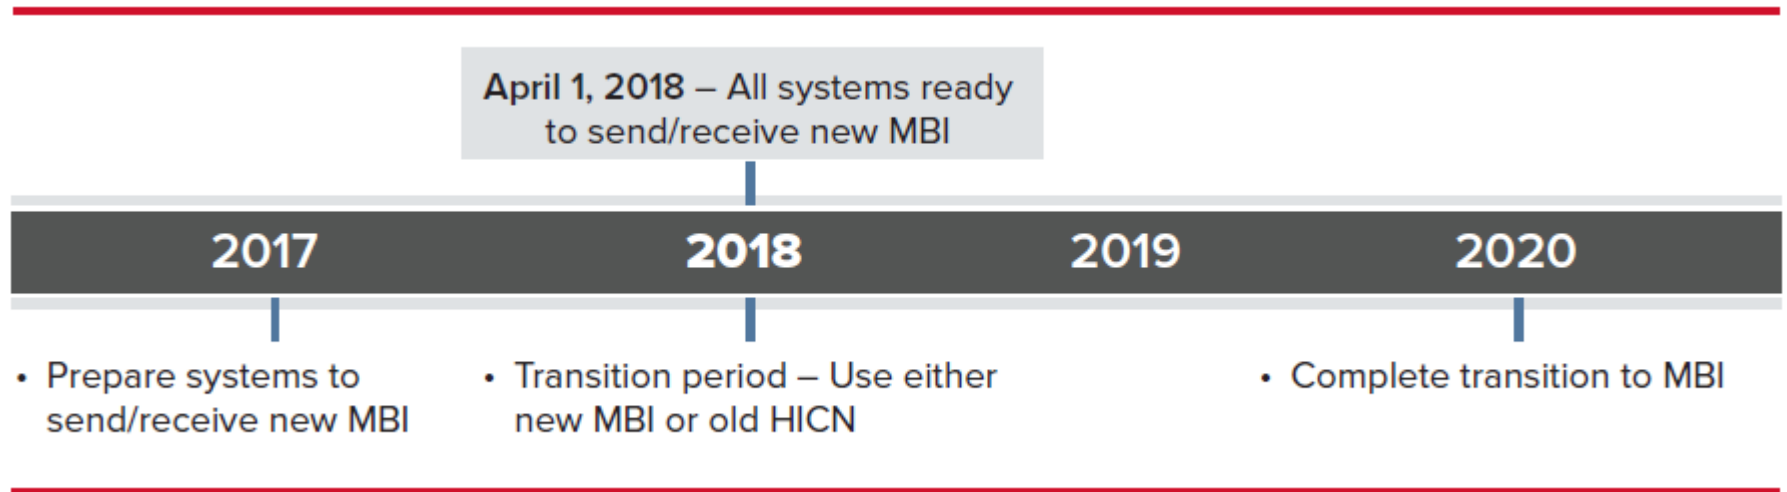 April 1, 2018 – All systems ready
to send/receive new MBI
2017 2018 2019 2020
• Prepare systems to
send/receive new MBI
• Transition period – Use either
new MBI or old HICN
• Complete transition to MBI